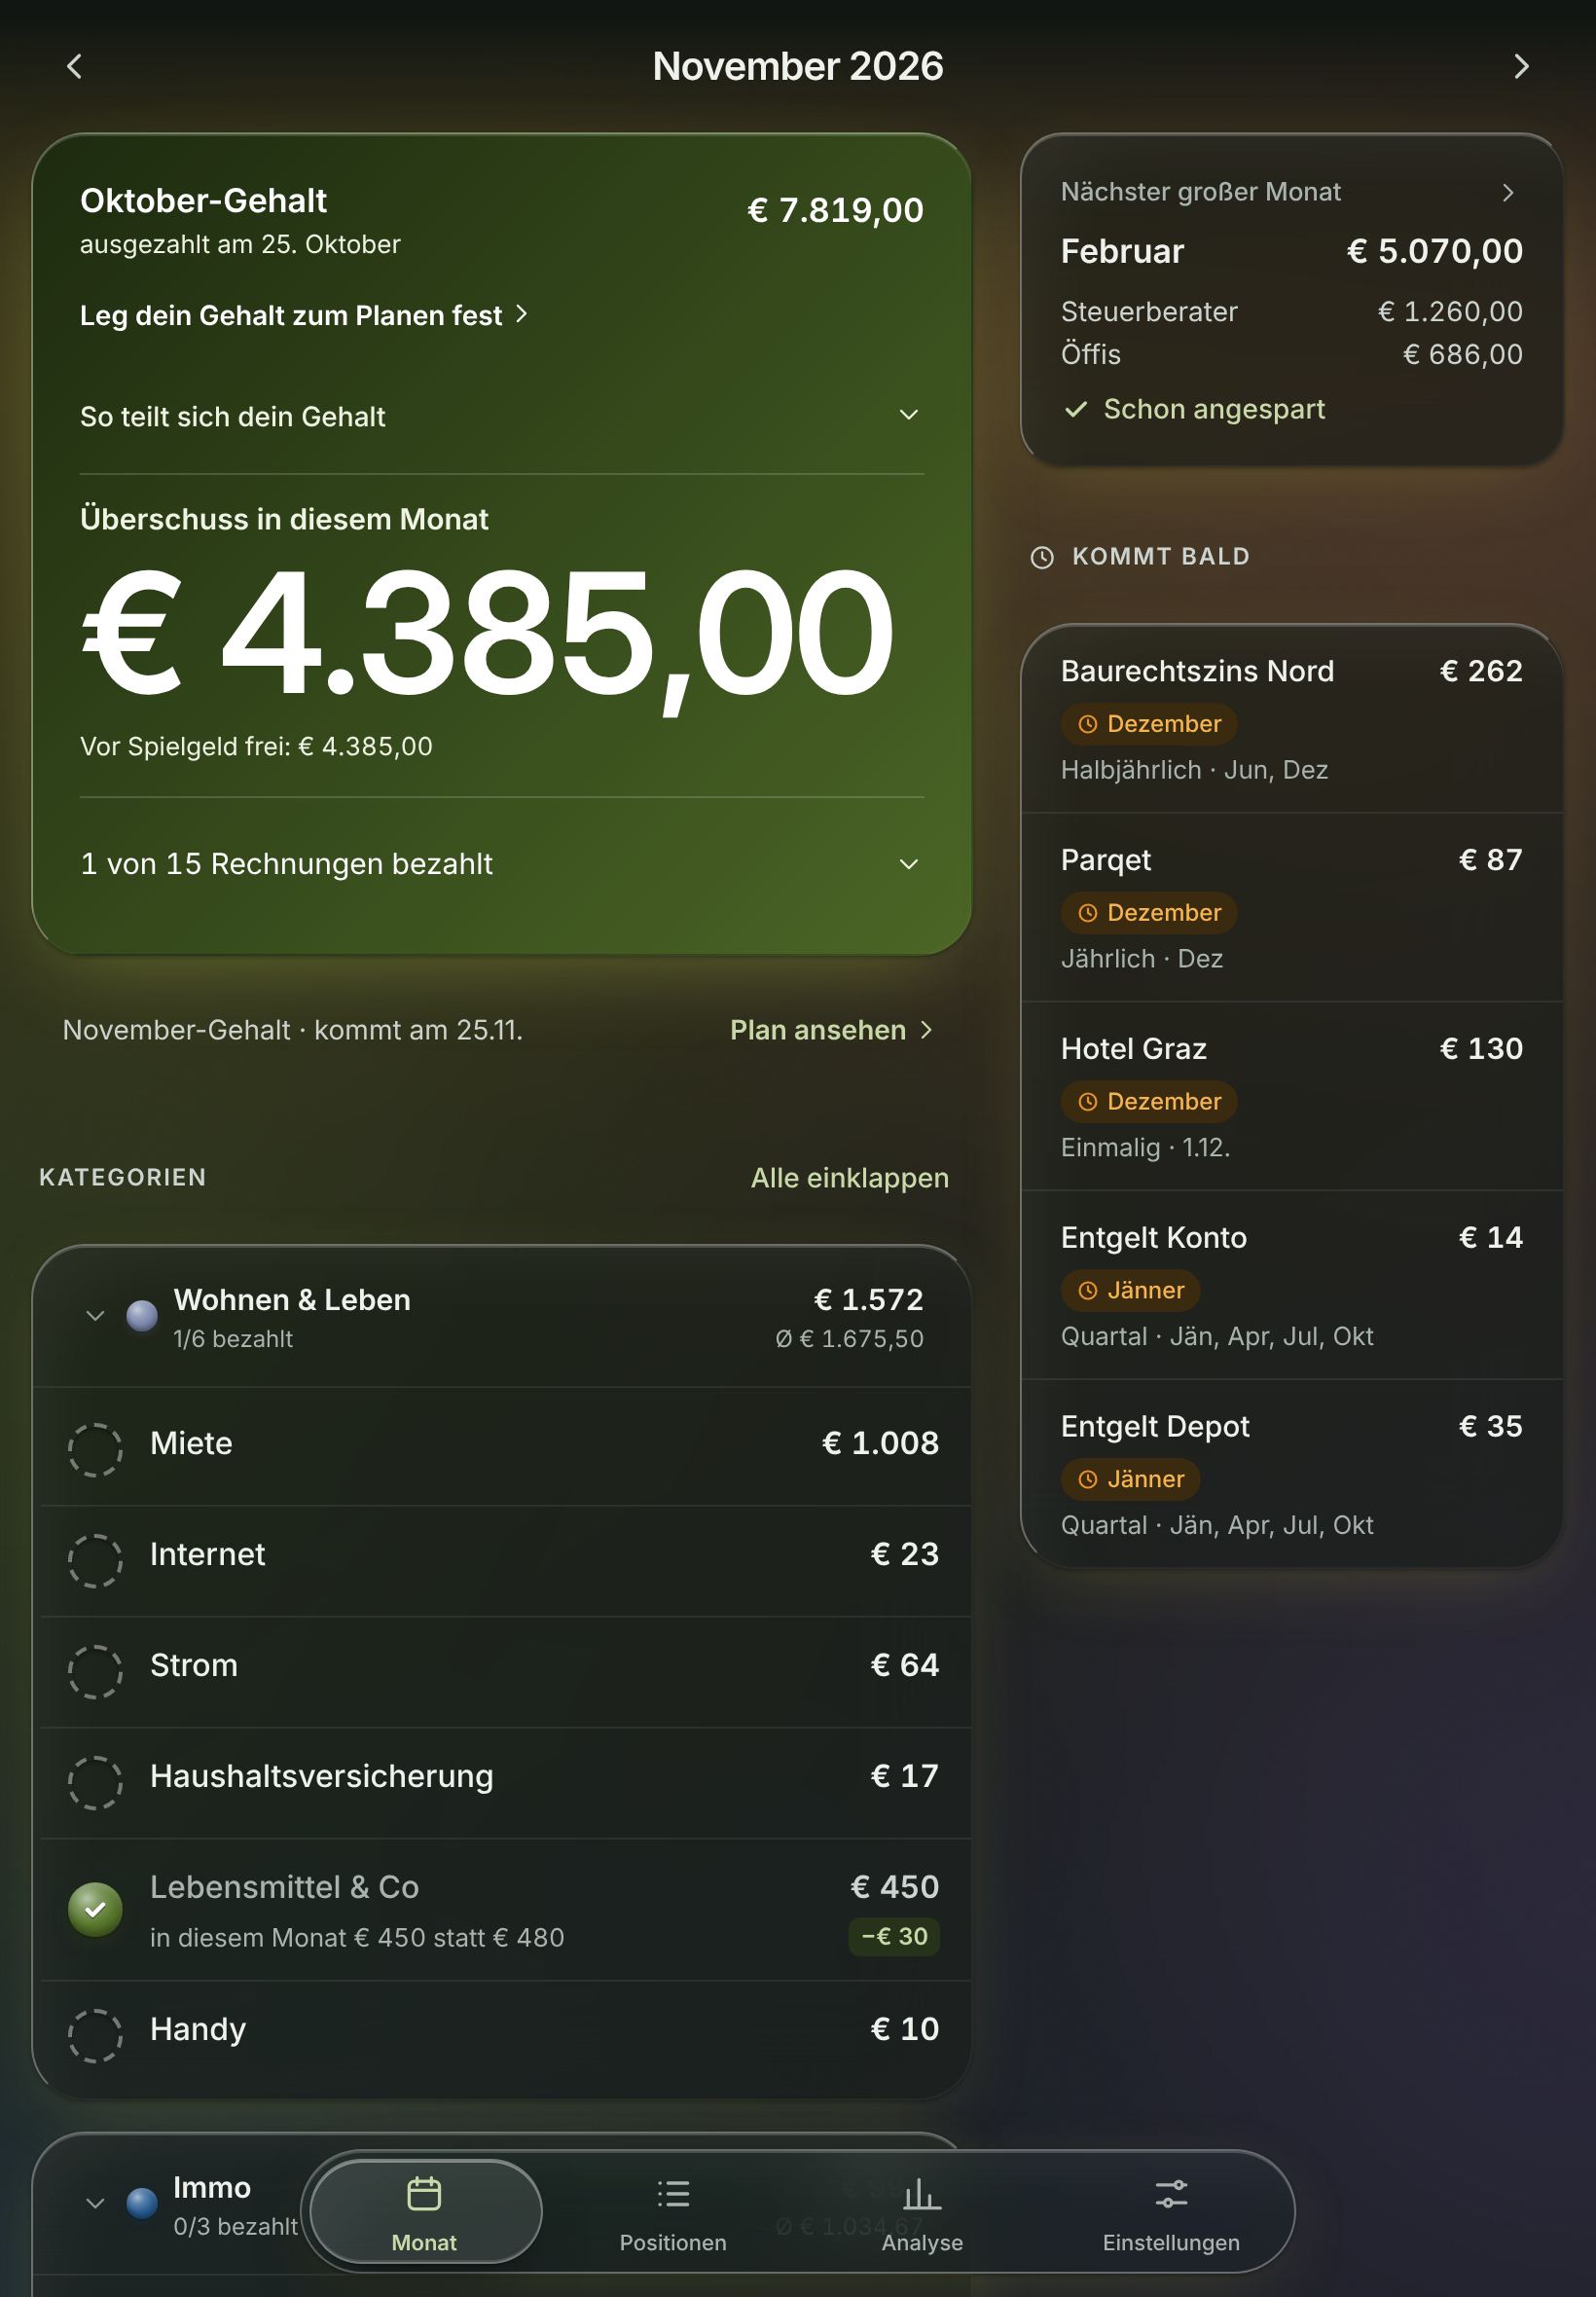 November 2026
Oktober-Gehalt
€ 7.819,00
ausgezahlt am 25. Oktober
Leg dein Gehalt zum Planen fest
So teilt sich dein Gehalt
Überschuss in diesem Monat
€ 4.385,00
Vor Spielgeld frei: € 4.385,00
1 von 15 Rechnungen bezahlt
November-Gehalt · kommt am 25.11.
Plan ansehen
KATEGORIEN
Alle einklappen
Wohnen & Leben
€ 1.572
1/6 bezahlt
Ø € 1.675,50
Miete
€ 1.008
Internet
€ 23
Strom
€ 64
Haushaltsversicherung
€ 17
Lebensmittel & Co
€ 450
in diesem Monat € 450 statt € 480
−€ 30
Handy
€ 10
Immo
0/3 bezahlt
Ø € 1.034,67
Nächster großer Monat
Februar
€ 5.070,00
Steuerberater
€ 1.260,00
Öffis
€ 686,00
Schon angespart
KOMMT BALD
Baurechtszins Nord
€ 262
Dezember
Halbjährlich · Jun, Dez
Parqet
€ 87
Dezember
Jährlich · Dez
Hotel Graz
€ 130
Dezember
Einmalig · 1.12.
Entgelt Konto
€ 14
Jänner
Quartal · Jän, Apr, Jul, Okt
Entgelt Depot
€ 35
Jänner
Quartal · Jän, Apr, Jul, Okt
Monat
Positionen
Analyse
Einstellungen